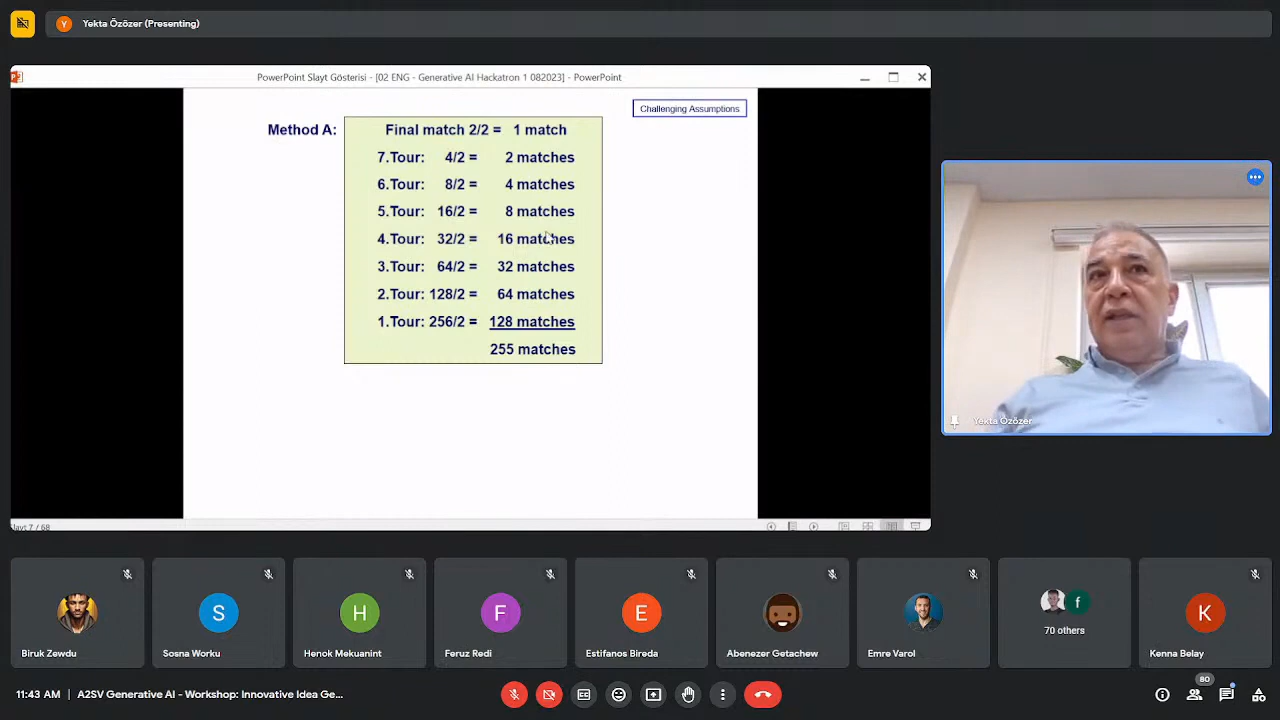 Y Yekta Özözer (Presenting)
PowerPoint Slayt Gösterisi - [02 ENG - Generative AI Hackatron 1 082023] - PowerPoint
Challenging Assumptions
Method A:
Final match 2/2 = 1 match
7.Tour: 4/2 = 2 matches
6.Tour: 8/2 = 4 matches
5.Tour: 16/2 = 8 matches
4.Tour: 32/2 = 16 matches
3.Tour: 64/2 = 32 matches
2.Tour: 128/2 = 64 matches
1.Tour: 256/2 = 128 matches
255 matches
Yekta Özözer
Slayt 7 / 68
S
H
F
E
f
K
70 others
Biruk Zewdu
Sosna Worku
Henok Mekuanint
Feruz Redi
Estifanos Bireda
Abenezer Getachew
Emre Varol
Kenna Belay
11:43 AM | A2SV Generative AI - Workshop: Innovative Idea Ge...
80